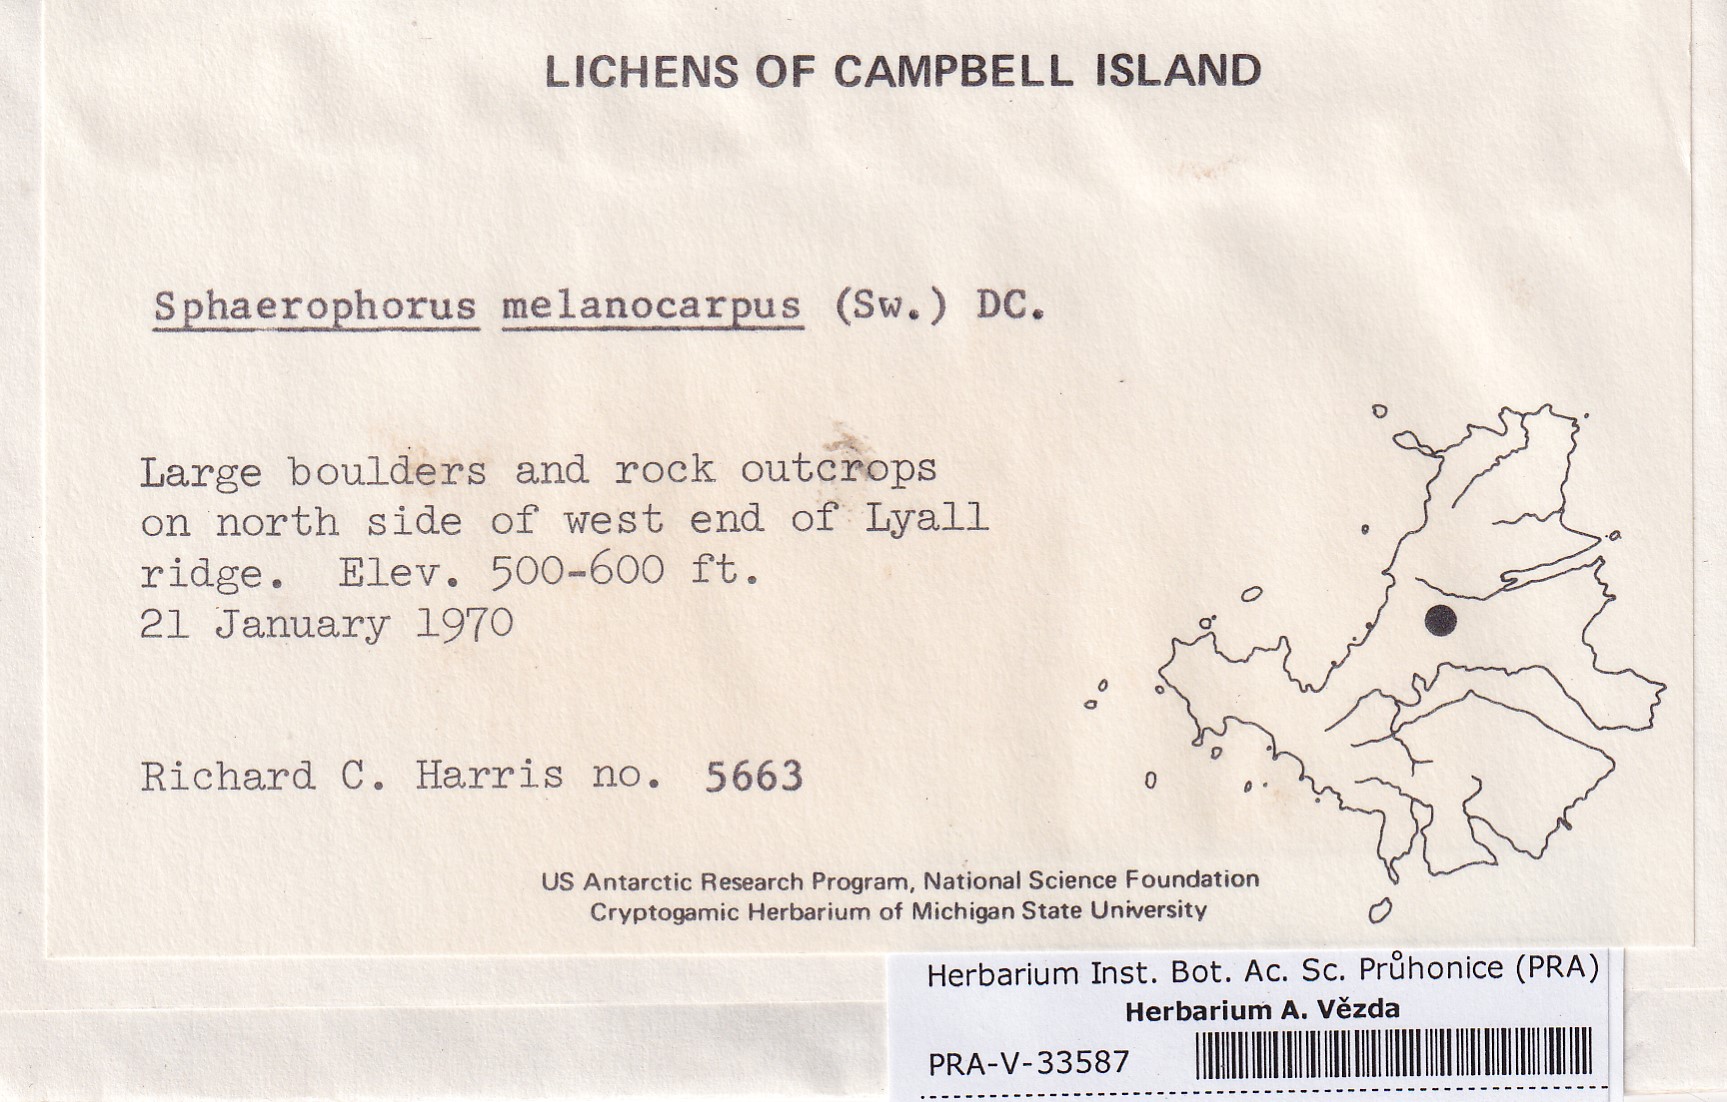 LICHENS OF CAMPBELL ISLAND
Sphaerophorus melanocarpus (Sw.) DC.
Large boulders and rock outcrops
on north side of west end of Lyall
ridge. Elev. 500-600 ft.
21 January 1970
Richard C. Harris no. 5663
US Antarctic Research Program, National Science Foundation
Cryptogamic Herbarium of Michigan State University
Herbarium Inst. Bot. Ac. Sc. Průhonice (PRA)
Herbarium A. Vězda
PRA-V-33587